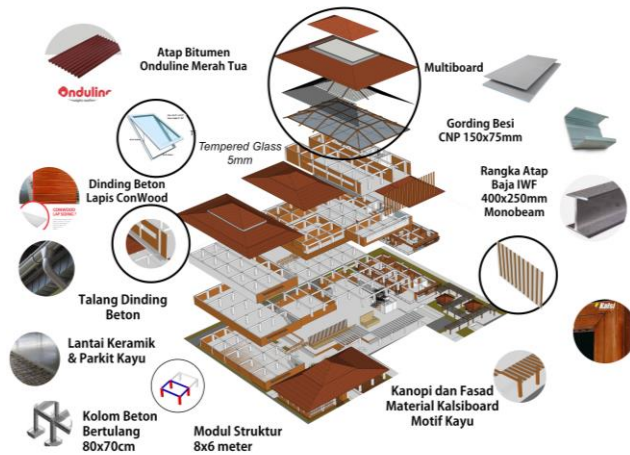 Atap Bitumen
Onduline Merah Tua
Onduline
Multiboard
Gording Besi
CNP 150x75mm
Tempered Glass
5mm
Dinding Beton
Lapis ConWood
Rangka Atap
Baja IWF
400x250mm
Monobeam
Talang Dinding
Beton
Kalsi
Lantai Keramik
& Parkit Kayu
Kolom Beton
Bertulang
80x70cm
Modul Struktur
8x6 meter
Kanopi dan Fasad
Material Kalsiboard
Motif Kayu